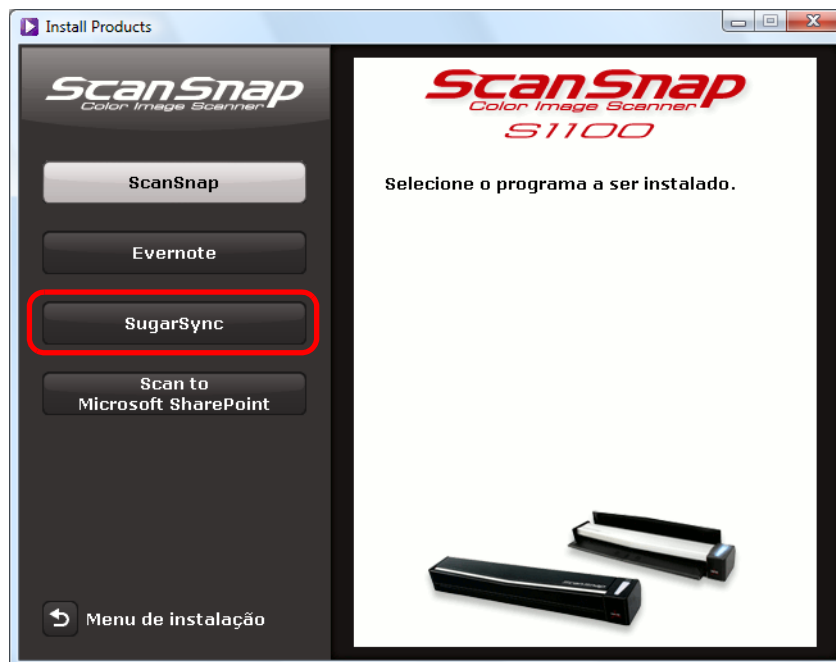 Install Products
ScanSnap
Color Image Scanner
ScanSnap
Evernote
SugarSync
Scan to
Microsoft SharePoint
Menu de instalação
ScanSnap
Color Image Scanner
S1100
Selecione o programa a ser instalado.
ScanSnap